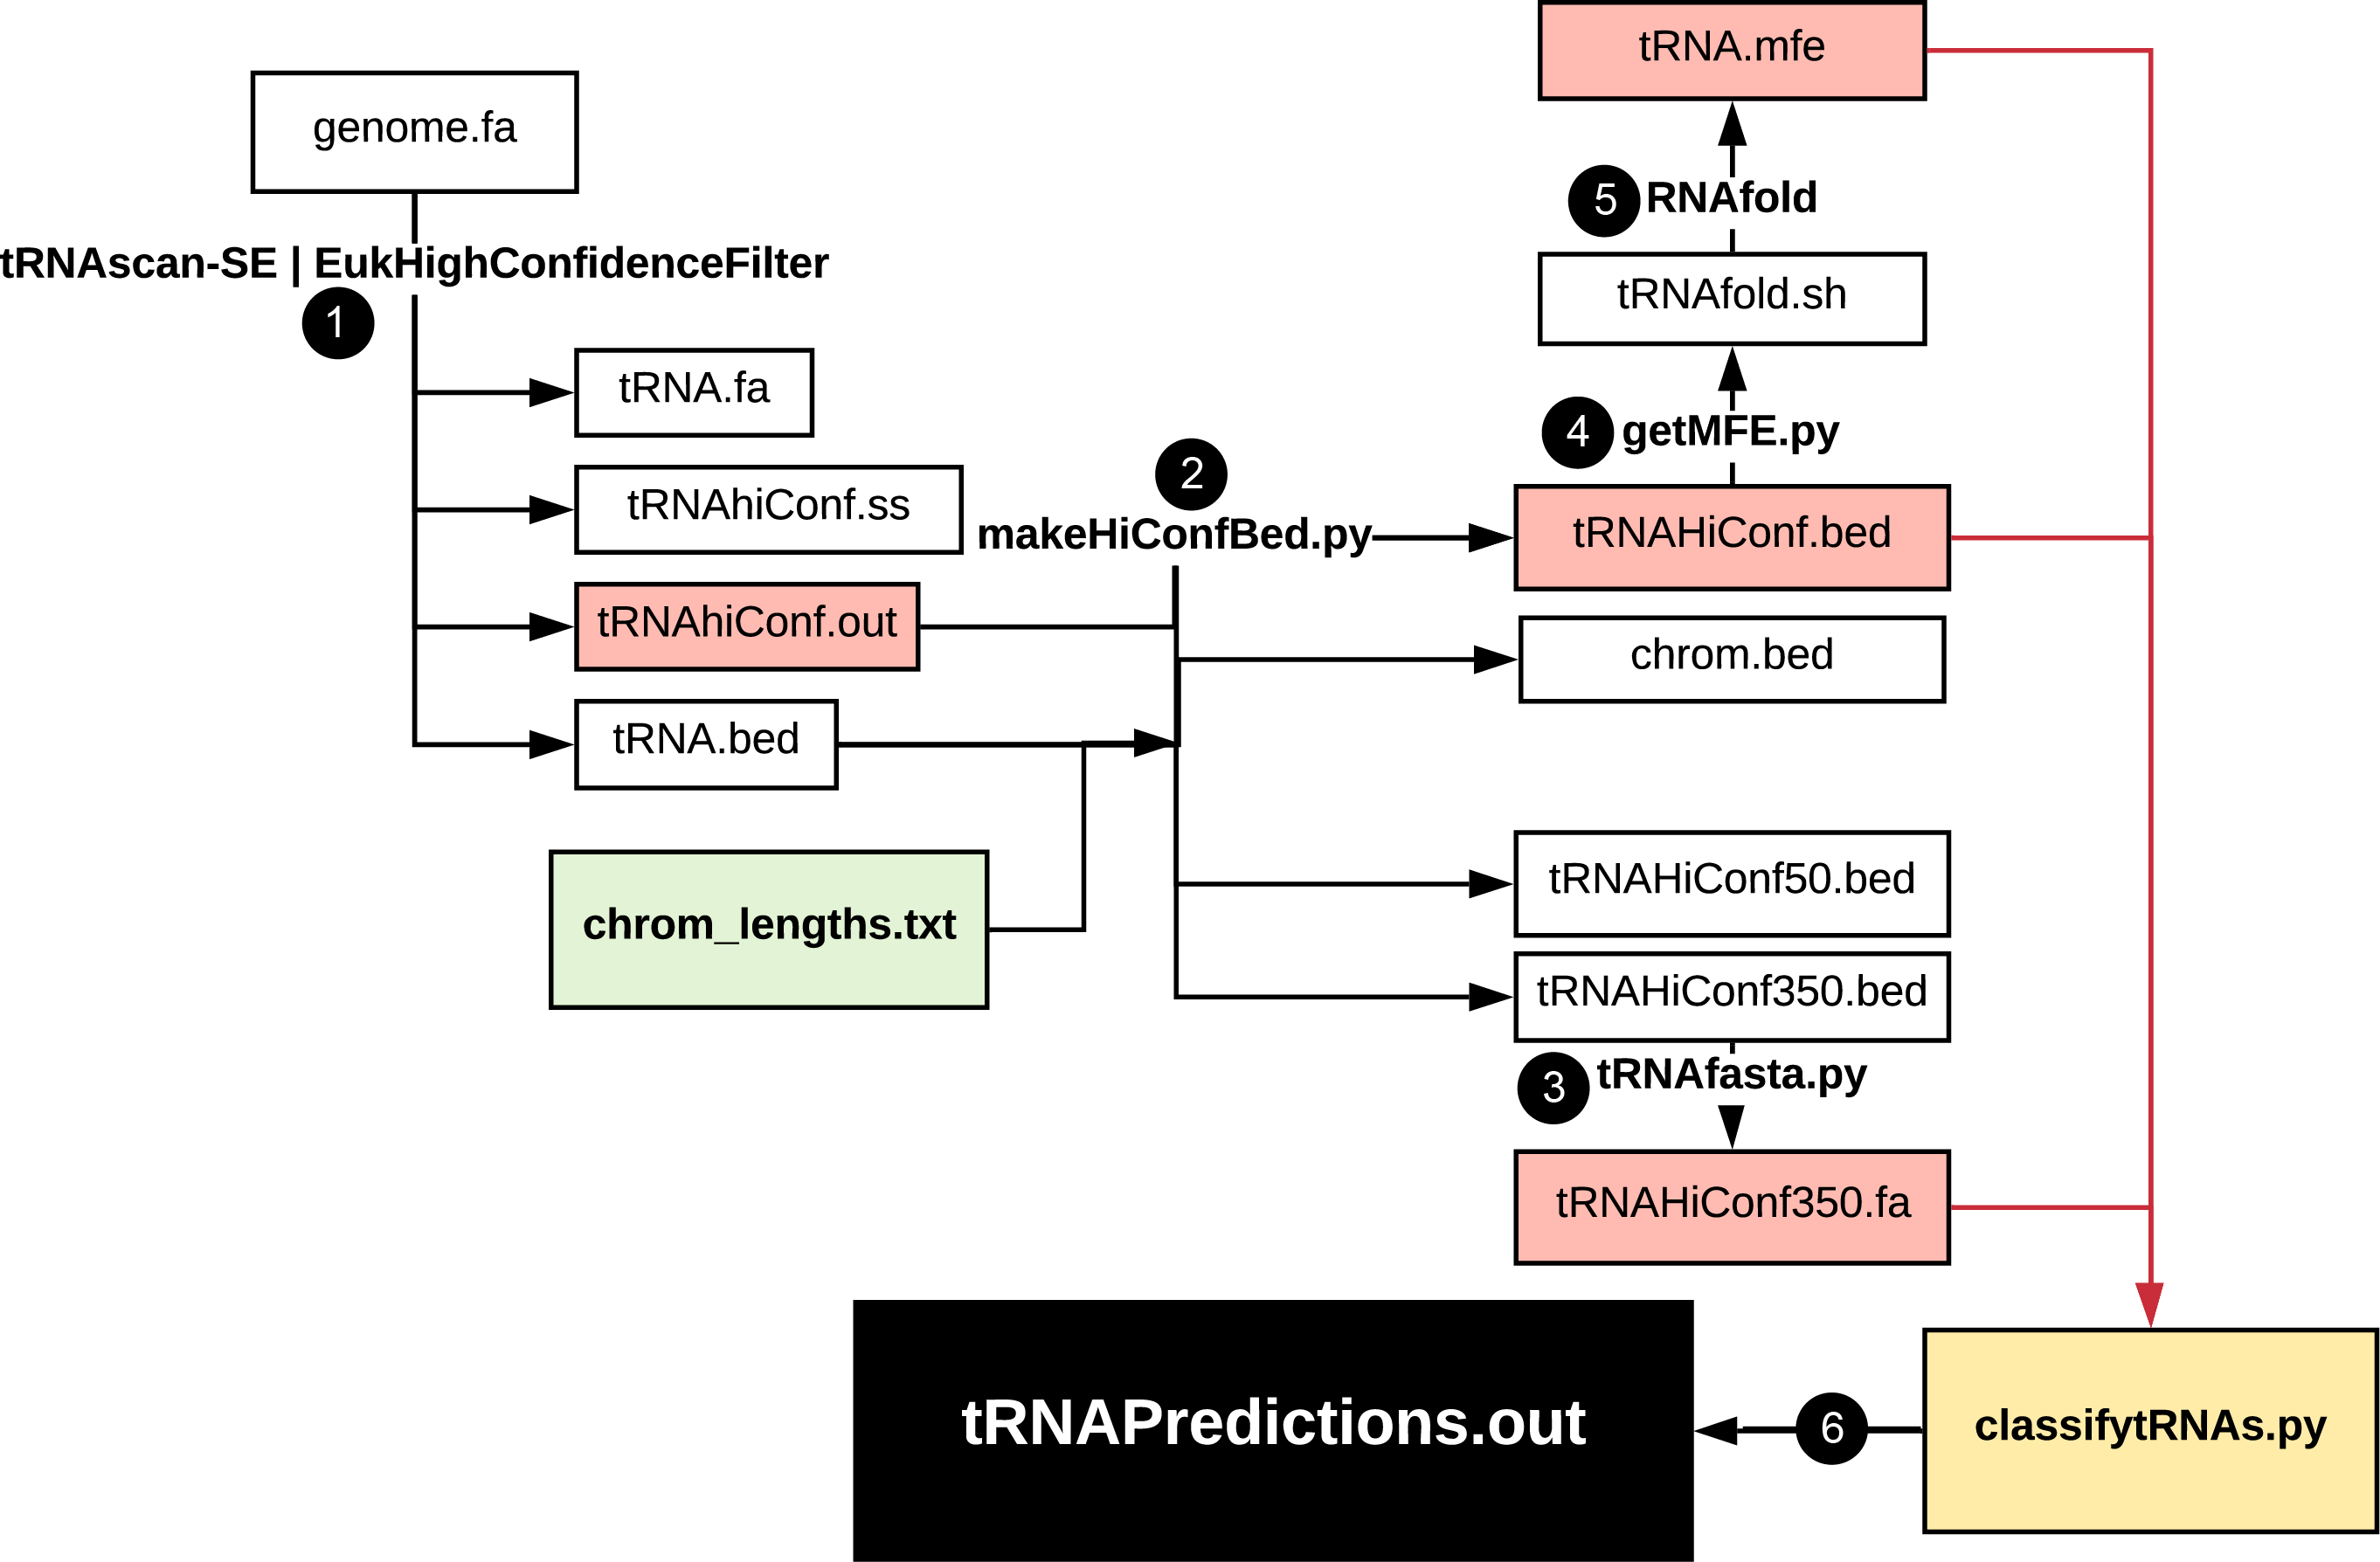 genome.fa
tRNAscan-SE | EukHighConfidenceFilter
1
tRNA.fa
tRNAhiConf.ss
tRNAhiConf.out
tRNA.bed
chrom_lengths.txt
2
makeHiConfBed.py
tRNA.mfe
5 RNAfold
tRNAfold.sh
4 getMFE.py
tRNAHiConf.bed
chrom.bed
tRNAHiConf50.bed
tRNAHiConf350.bed
3 tRNAfasta.py
tRNAHiConf350.fa
classifytRNAs.py
6
tRNAPredictions.out